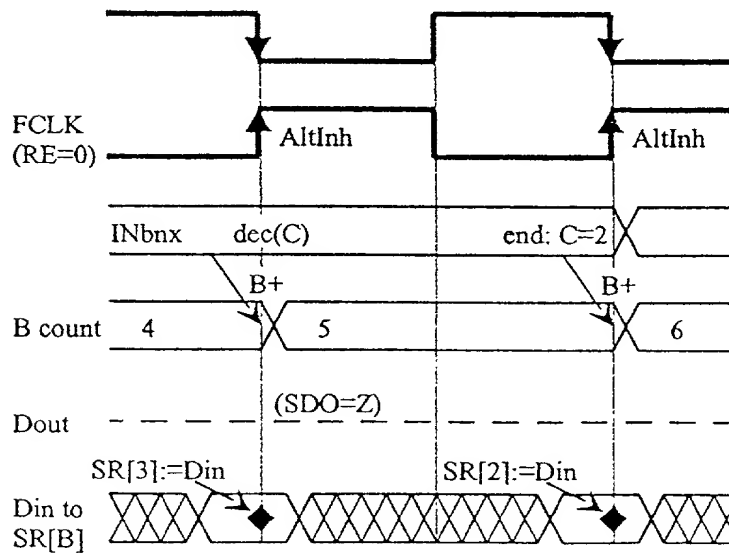 FCLK
(RE=0)
AltInh
AltInh
INbnx
dec(C)
end: C=2
B+
B+
B count
4
5
6
(SDO=Z)
Dout
SR[3]:=Din
SR[2]:=Din
Din to
SR[B]